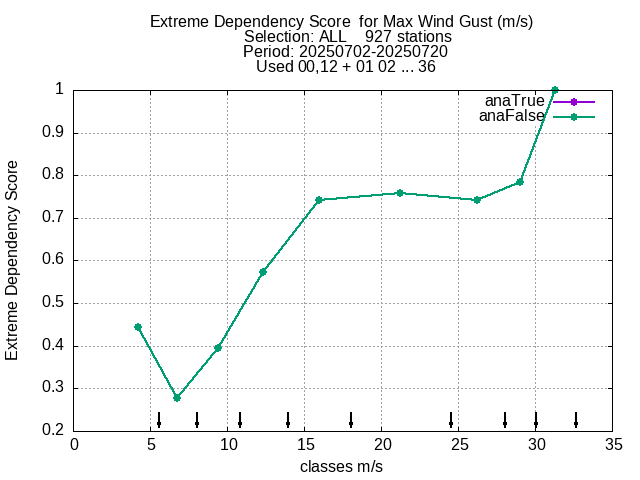 Extreme Dependency Score  for Max Wind Gust (m/s)
Selection: ALL    927 stations
Period: 20250702-20250720
Used 00,12 + 01 02 ... 36
anaTrue
anaFalse
Extreme Dependency Score
1
0.9
0.8
0.7
0.6
0.5
0.4
0.3
0.2
0 5 10 15 20 25 30 35
classes m/s